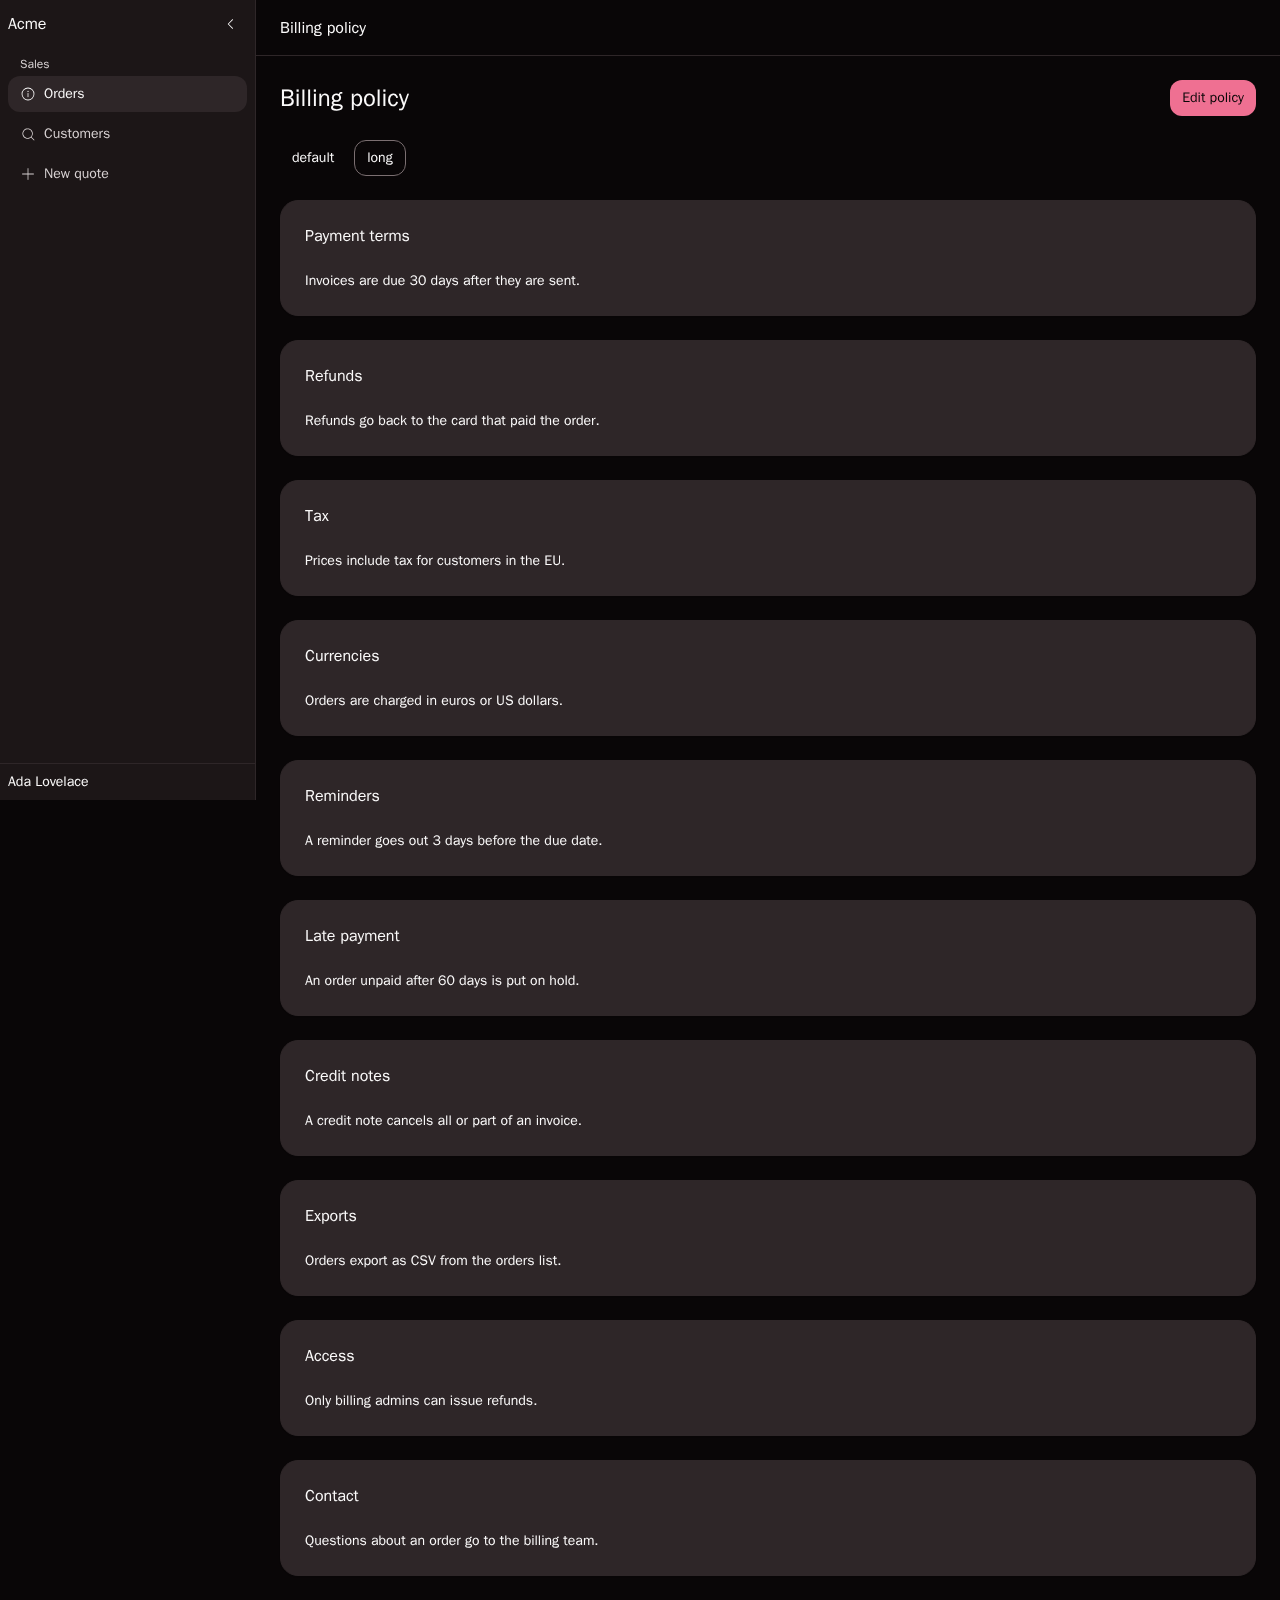 Acme
Sales
Orders
Customers
New quote
Ada Lovelace
Billing policy
Billing policy
Edit policy
default
long
Payment terms
Invoices are due 30 days after they are sent.
Refunds
Refunds go back to the card that paid the order.
Tax
Prices include tax for customers in the EU.
Currencies
Orders are charged in euros or US dollars.
Reminders
A reminder goes out 3 days before the due date.
Late payment
An order unpaid after 60 days is put on hold.
Credit notes
A credit note cancels all or part of an invoice.
Exports
Orders export as CSV from the orders list.
Access
Only billing admins can issue refunds.
Contact
Questions about an order go to the billing team.